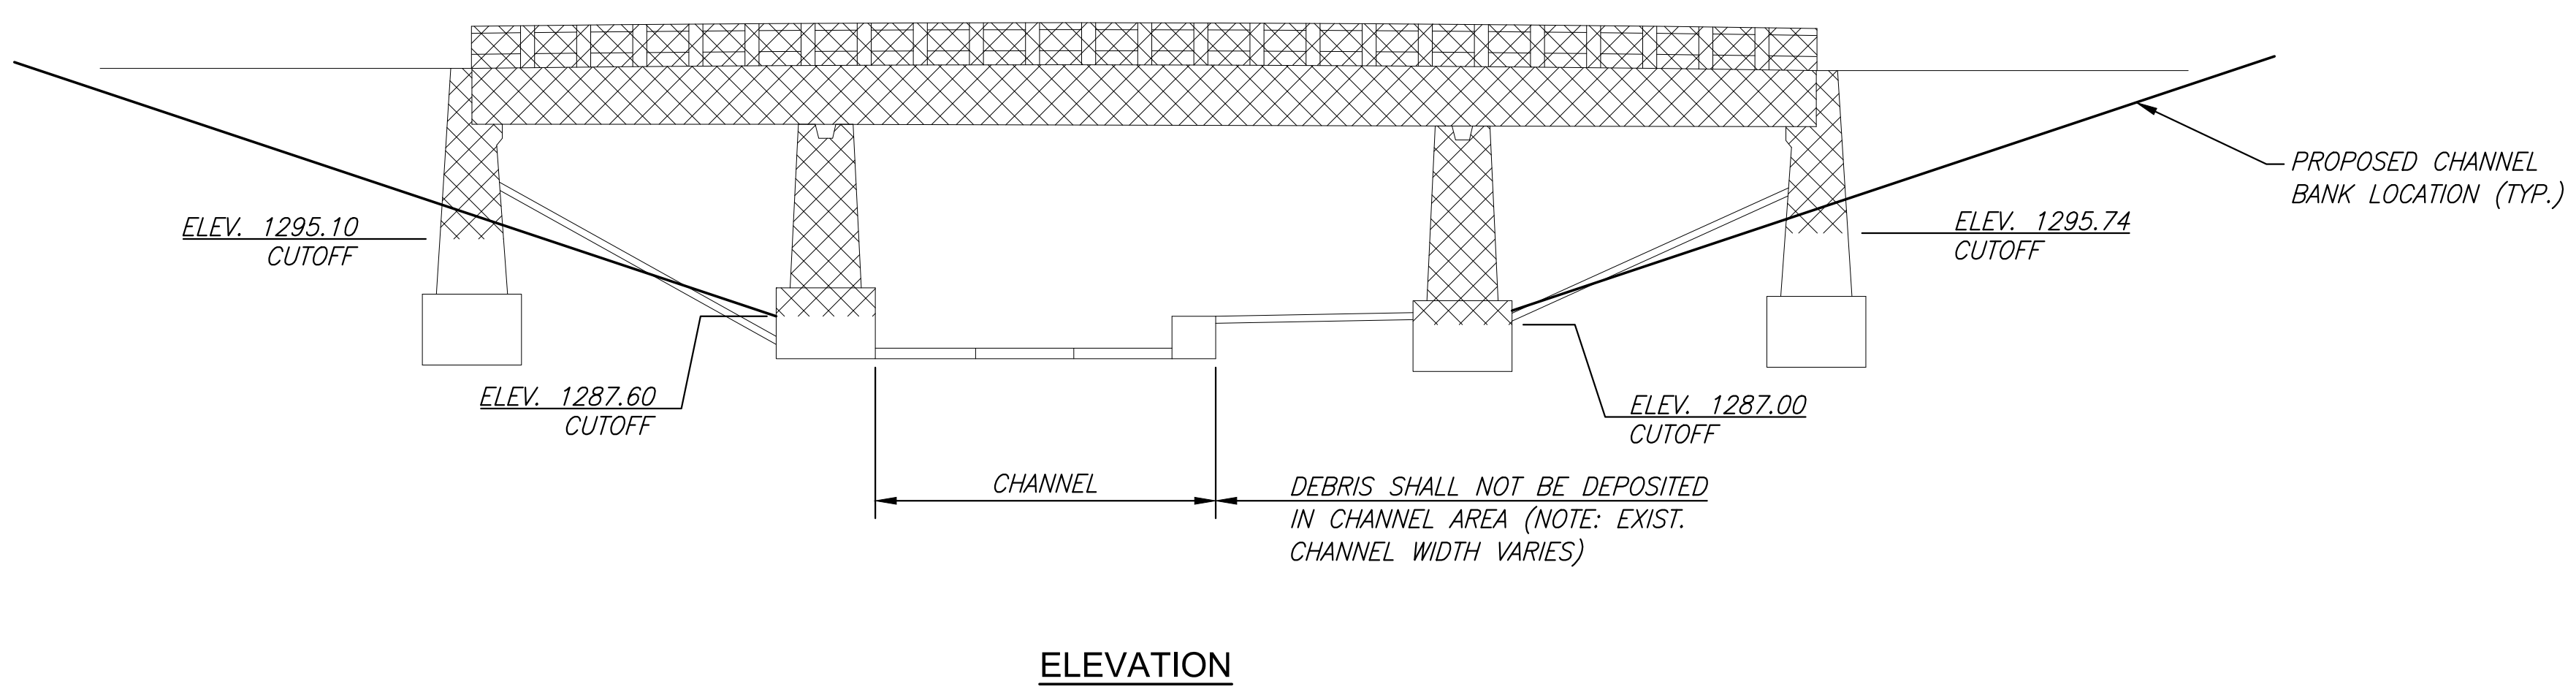 PROPOSED CHANNEL
BANK LOCATION (TYP.)
ELEV. 1295.10
CUTOFF
ELEV. 1295.74
CUTOFF
ELEV. 1287.60
CUTOFF
ELEV. 1287.00
CUTOFF
CHANNEL
DEBRIS SHALL NOT BE DEPOSITED
IN CHANNEL AREA (NOTE: EXIST.
CHANNEL WIDTH VARIES)
ELEVATION